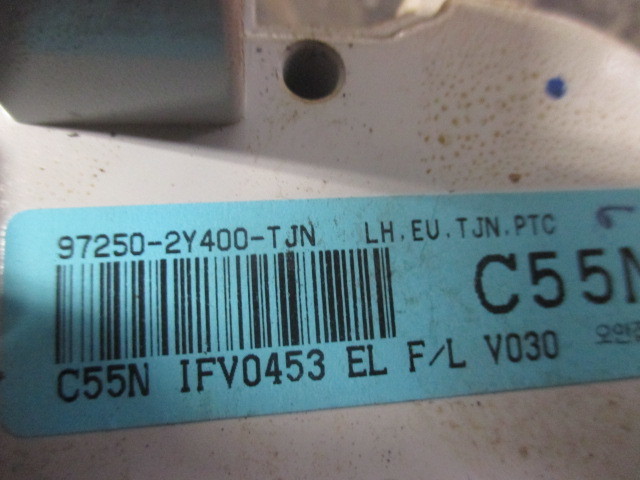 97250-2Y400-TJN LH.EU.TJN.PTC
C55N
C55N IFV0453 EL F/L V030